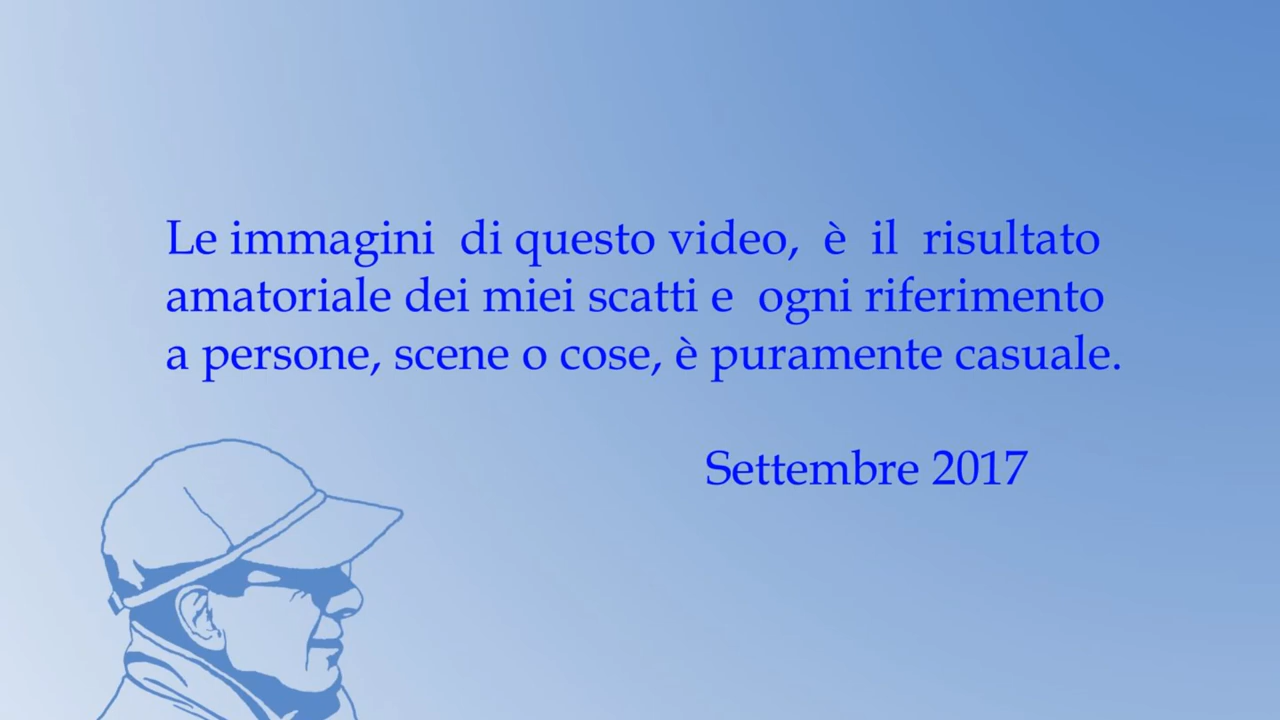 Le immagini di questo video, è il risultato
amatoriale dei miei scatti e ogni riferimento
a persone, scene o cose, è puramente casuale.
Settembre 2017